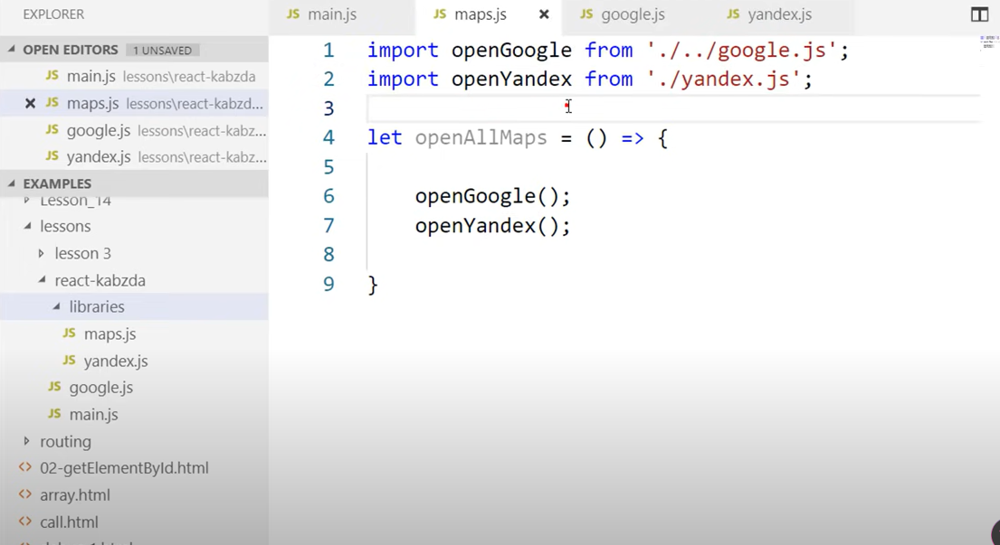 EXPLORER
OPEN EDITORS 1 UNSAVED
JS main.js lessons\react-kabzda
JS maps.js lessons\react-kabzd...
JS google.js lessons\react-kabz...
JS yandex.js lessons\react-kabz...
EXAMPLES
Lesson_14
lessons
lesson 3
react-kabzda
libraries
JS maps.js
JS yandex.js
JS google.js
JS main.js
routing
<> 02-getElementById.html
<> array.html
<> call.html
JS main.js JS maps.js JS google.js JS yandex.js
1 import openGoogle from './../google.js';
2 import openYandex from './yandex.js';
3
4 let openAllMaps = () => {
5
6 openGoogle();
7 openYandex();
8
9 }